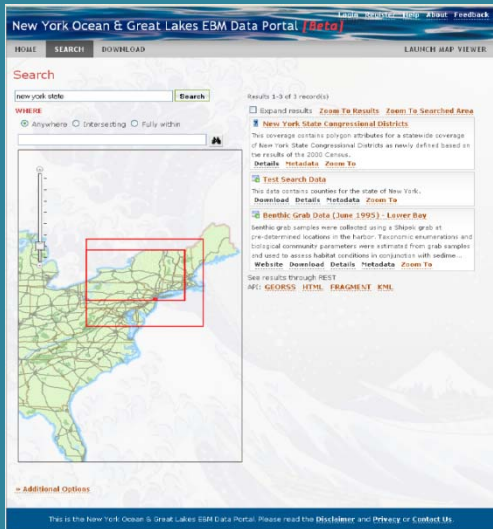 Login Register Help About Feedback
New York Ocean & Great Lakes EBM Data Portal [Beta]
HOME SEARCH DOWNLOAD LAUNCH MAP VIEWER
Search
new york state Search
WHERE
Anywhere Intersecting Fully within
Results 1-3 of 3 record(s)
Expand results Zoom To Results Zoom To Searched Area
New York State Congressional Districts
This coverage contains polygon attributes for a statewide coverage
of New York State Congressional Districts as newly defined based on
the results of the 2000 Census.
Details Metadata Zoom To
Test Search Data
This data contains counties for the state of New York.
Download Details Metadata Zoom To
Benthic Grab Data (June 1995) - Lower Bay
Benthic grab samples were collected using a Shipek grab at
pre-determined locations in the harbor. Taxonomic enumerations and
biological community parameters were estimated from grab samples
and used to assess habitat conditions in conjunction with sedime...
Website Download Details Metadata Zoom To
See results through REST
API: GEORSS HTML FRAGMENT KML
» Additional Options
This is the New York Ocean & Great Lakes EBM Data Portal. Please read the Disclaimer and Privacy or Contact Us.